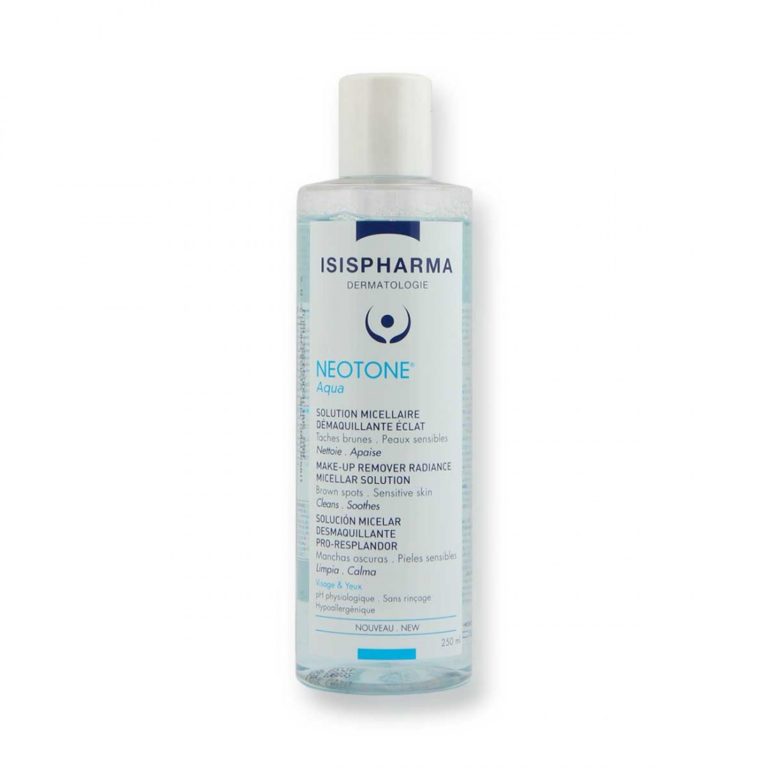 ISISPHARMA
DERMATOLOGIE
NEOTONE®
Aqua
SOLUTION MICELLAIRE
DÉMAQUILLANTE ÉCLAT
Taches brunes . Peaux sensibles
Nettoie . Apaise
MAKE-UP REMOVER RADIANCE
MICELLAR SOLUTION
Brown spots . Sensitive skin
Cleans . Soothes
SOLUCIÓN MICELAR
DESMAQUILLANTE
PRO-RESPLANDOR
Manchas oscuras . Pieles sensibles
Limpia . Calma
Visage & Yeux
pH physiologique . Sans rinçage
Hypoallergénique
NOUVEAU . NEW
250 ml